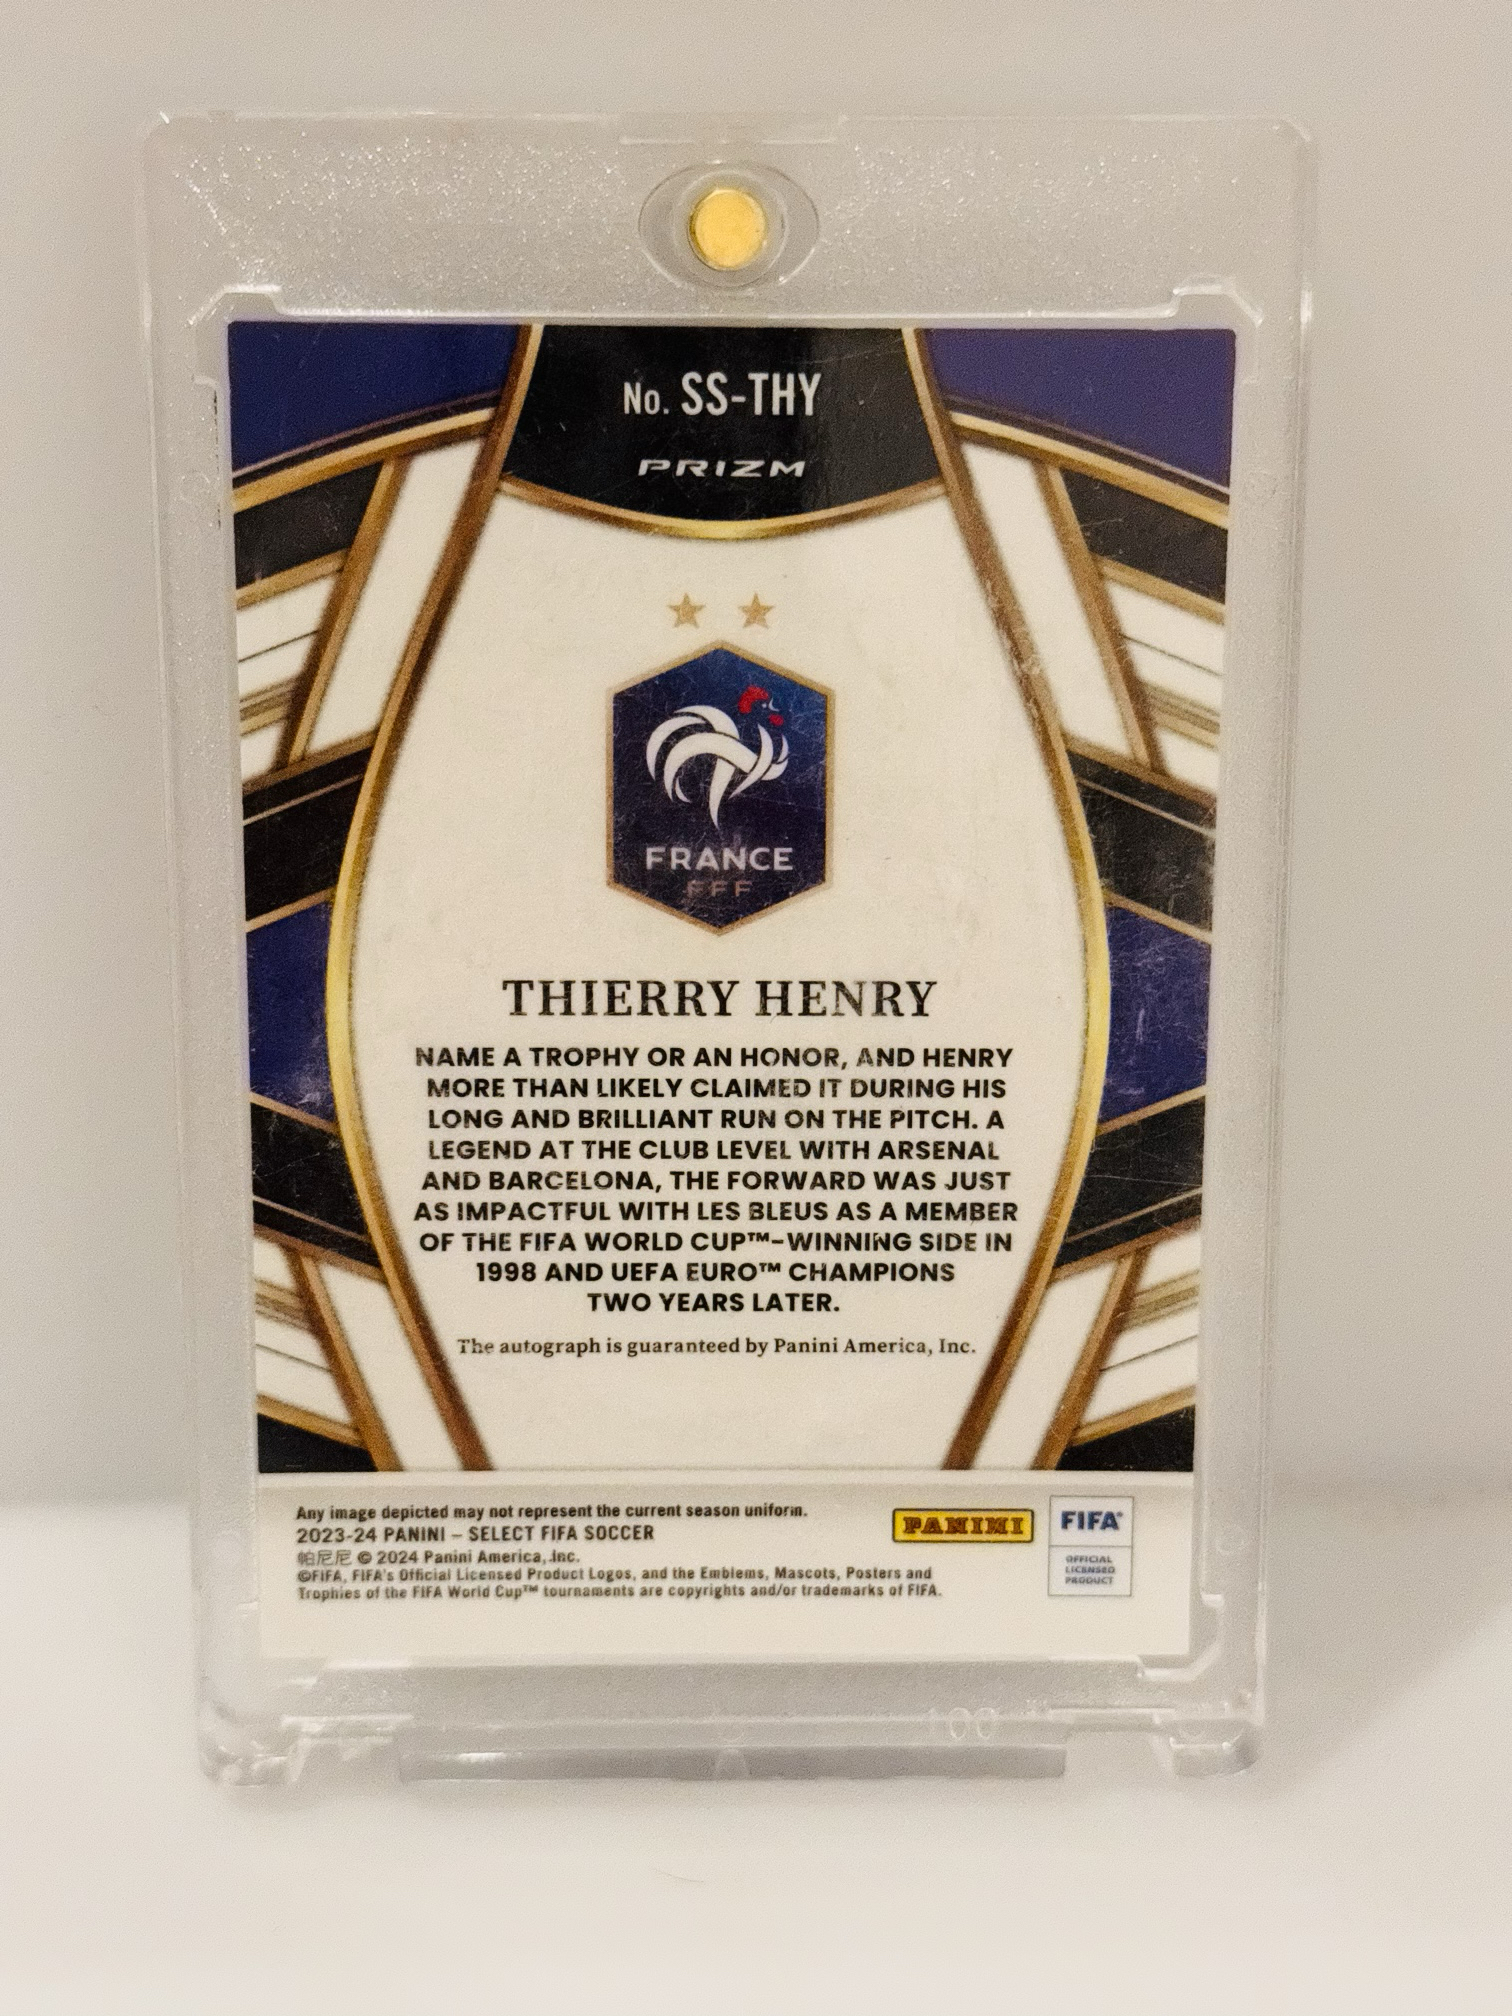 No. SS-THY
PRIZM
FRANCE
FFF
THIERRY HENRY
NAME A TROPHY OR AN HONOR, AND HENRY
MORE THAN LIKELY CLAIMED IT DURING HIS
LONG AND BRILLIANT RUN ON THE PITCH. A
LEGEND AT THE CLUB LEVEL WITH ARSENAL
AND BARCELONA, THE FORWARD WAS JUST
AS IMPACTFUL WITH LES BLEUS AS A MEMBER
OF THE FIFA WORLD CUP™-WINNING SIDE IN
1998 AND UEFA EURO™ CHAMPIONS
TWO YEARS LATER.
The autograph is guaranteed by Panini America, Inc.
Any image depicted may not represent the current season uniform.
2023-24 PANINI – SELECT FIFA SOCCER
帕尼尼 © 2024 Panini America, Inc.
©FIFA, FIFA's Official Licensed Product Logos, and the Emblems, Mascots, Posters and
Trophies of the FIFA World Cup™ tournaments are copyrights and/or trademarks of FIFA.
PANINI
FIFA®
OFFICIAL
LICENSED
PRODUCT